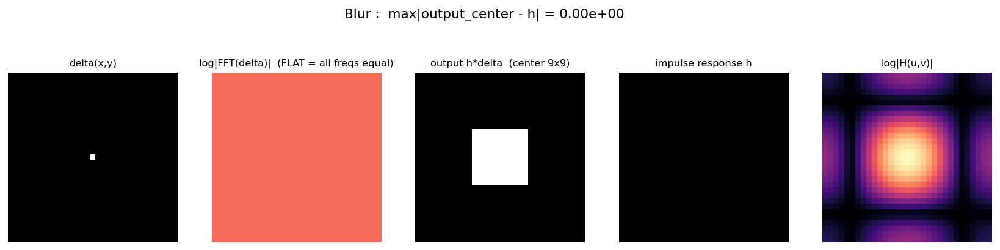 Blur :  max|output_center - h| = 0.00e+00
delta(x,y)
log|FFT(delta)|  (FLAT = all freqs equal)
output h*delta  (center 9x9)
impulse response h
log|H(u,v)|